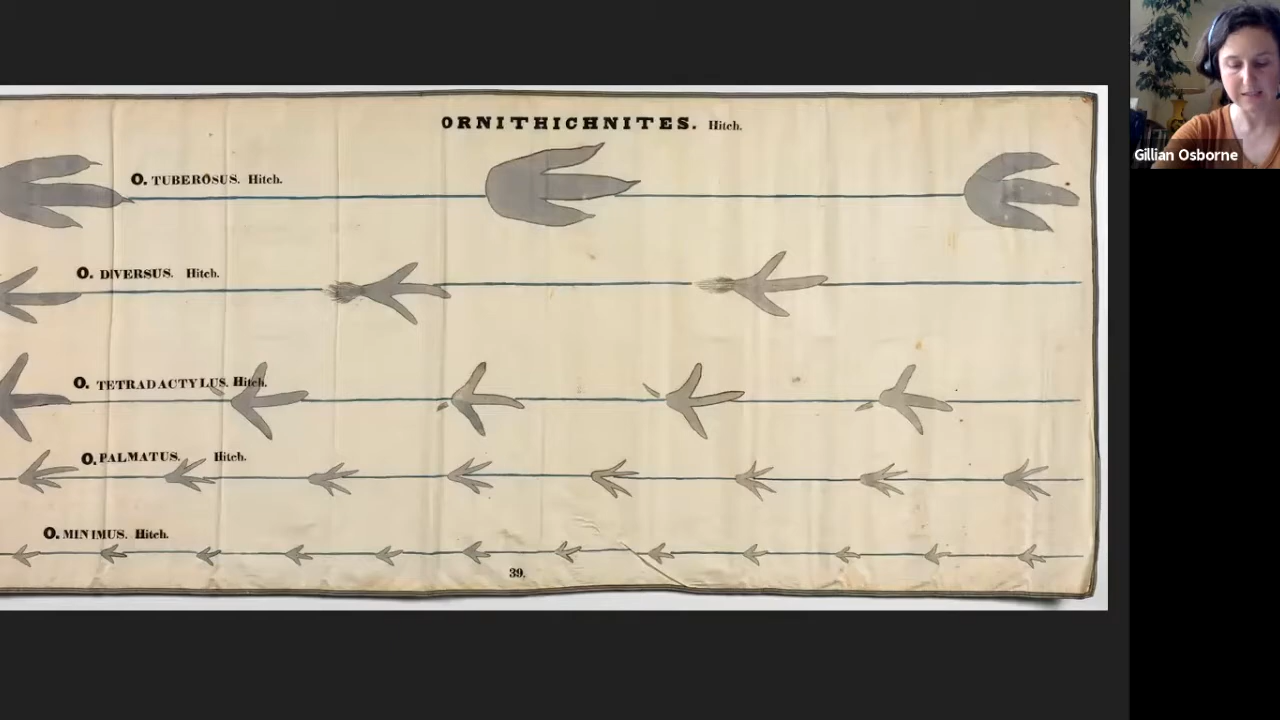 ORNITHICHNITES. Hitch.
O. TUBEROSUS. Hitch.
O. DIVERSUS. Hitch.
O. TETRADACTYLUS. Hitch.
O. PALMATUS. Hitch.
O. MINIMUS. Hitch.
39.
Gillian Osborne